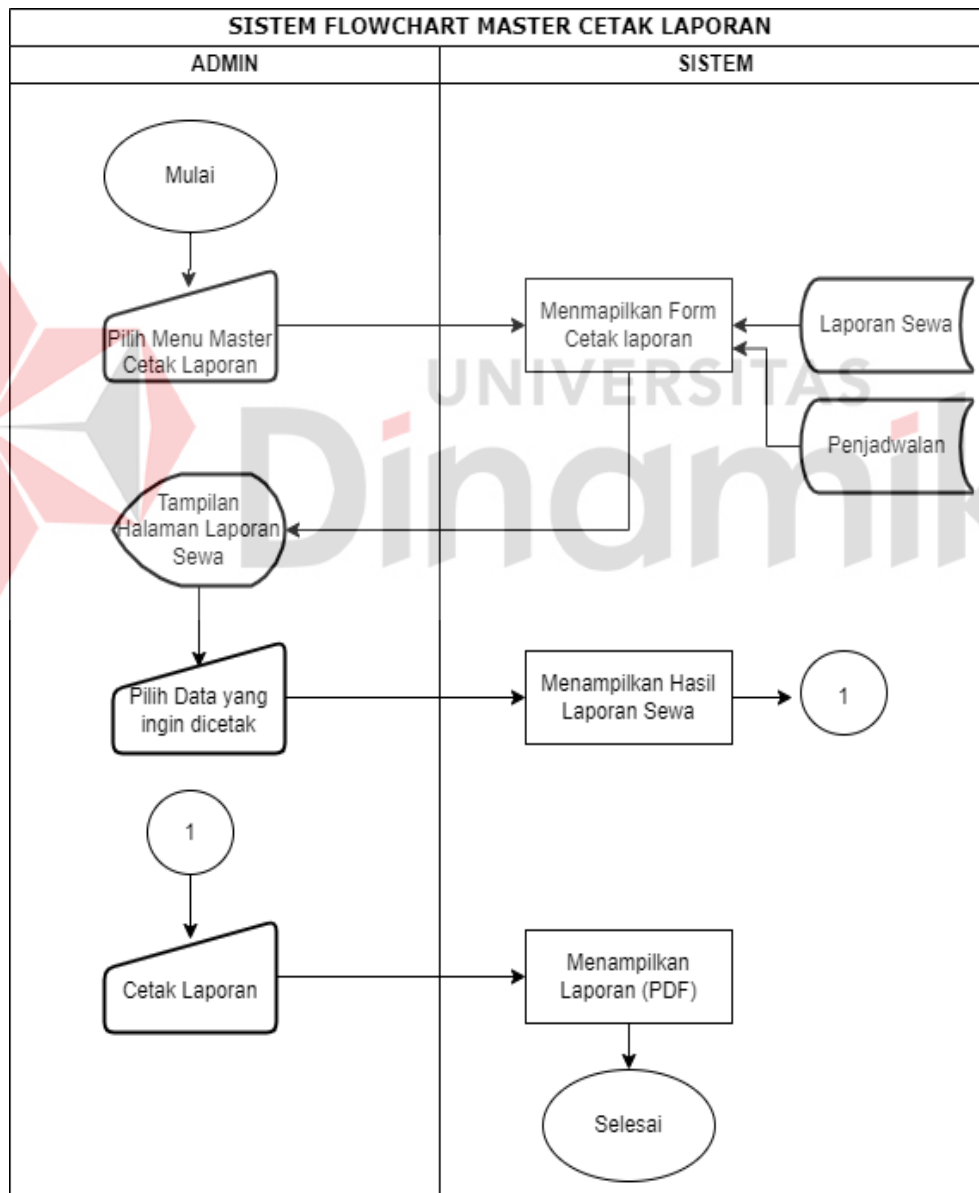 SISTEM FLOWCHART MASTER CETAK LAPORAN
ADMIN
SISTEM
Mulai
Pilih Menu Master
Cetak Laporan
Menmapilkan Form
Cetak laporan
Laporan Sewa
Penjadwalan
UNIVERSITAS
Dinamik
Tampilan
Halaman Laporan
Sewa
Pilih Data yang
ingin dicetak
Menampilkan Hasil
Laporan Sewa
1
1
Cetak Laporan
Menampilkan
Laporan (PDF)
Selesai